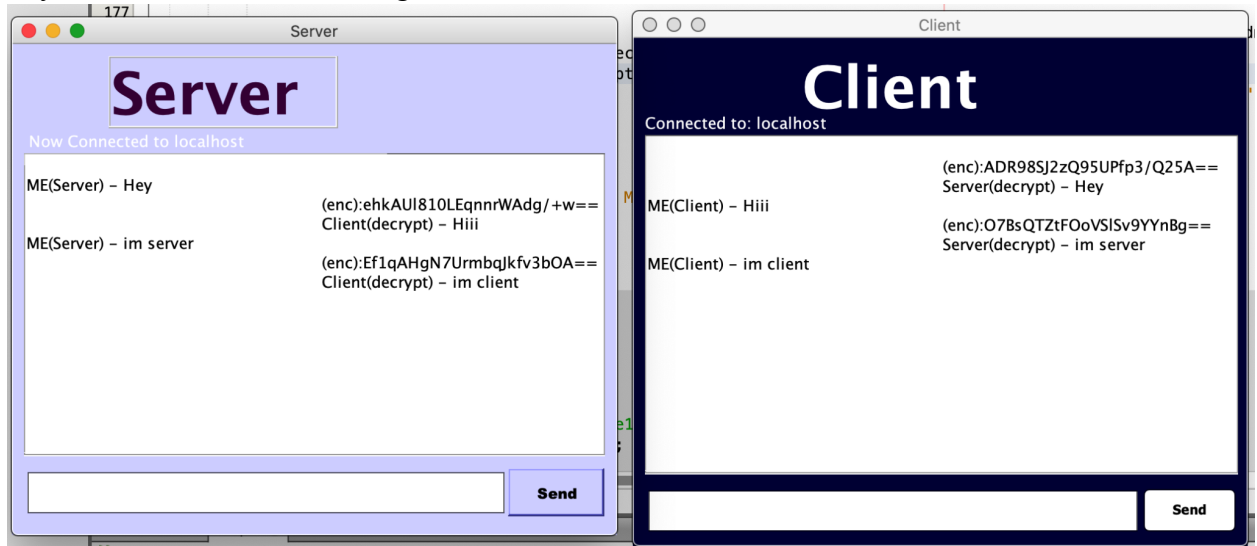 177
Server
Server
Now Connected to localhost
ME(Server) – Hey
(enc):ehkAUl810LEqnnrWAdg/+w==
Client(decrypt) – Hiii
ME(Server) – im server
(enc):Ef1qAHgN7UrmbqJkfv3bOA==
Client(decrypt) – im client
Send
Client
Client
Connected to: localhost
(enc):ADR98SJ2zQ95UPfp3/Q25A==
Server(decrypt) – Hey
ME(Client) – Hiii
(enc):O7BsQTZtFOoVSlSv9YYnBg==
Server(decrypt) – im server
ME(Client) – im client
Send